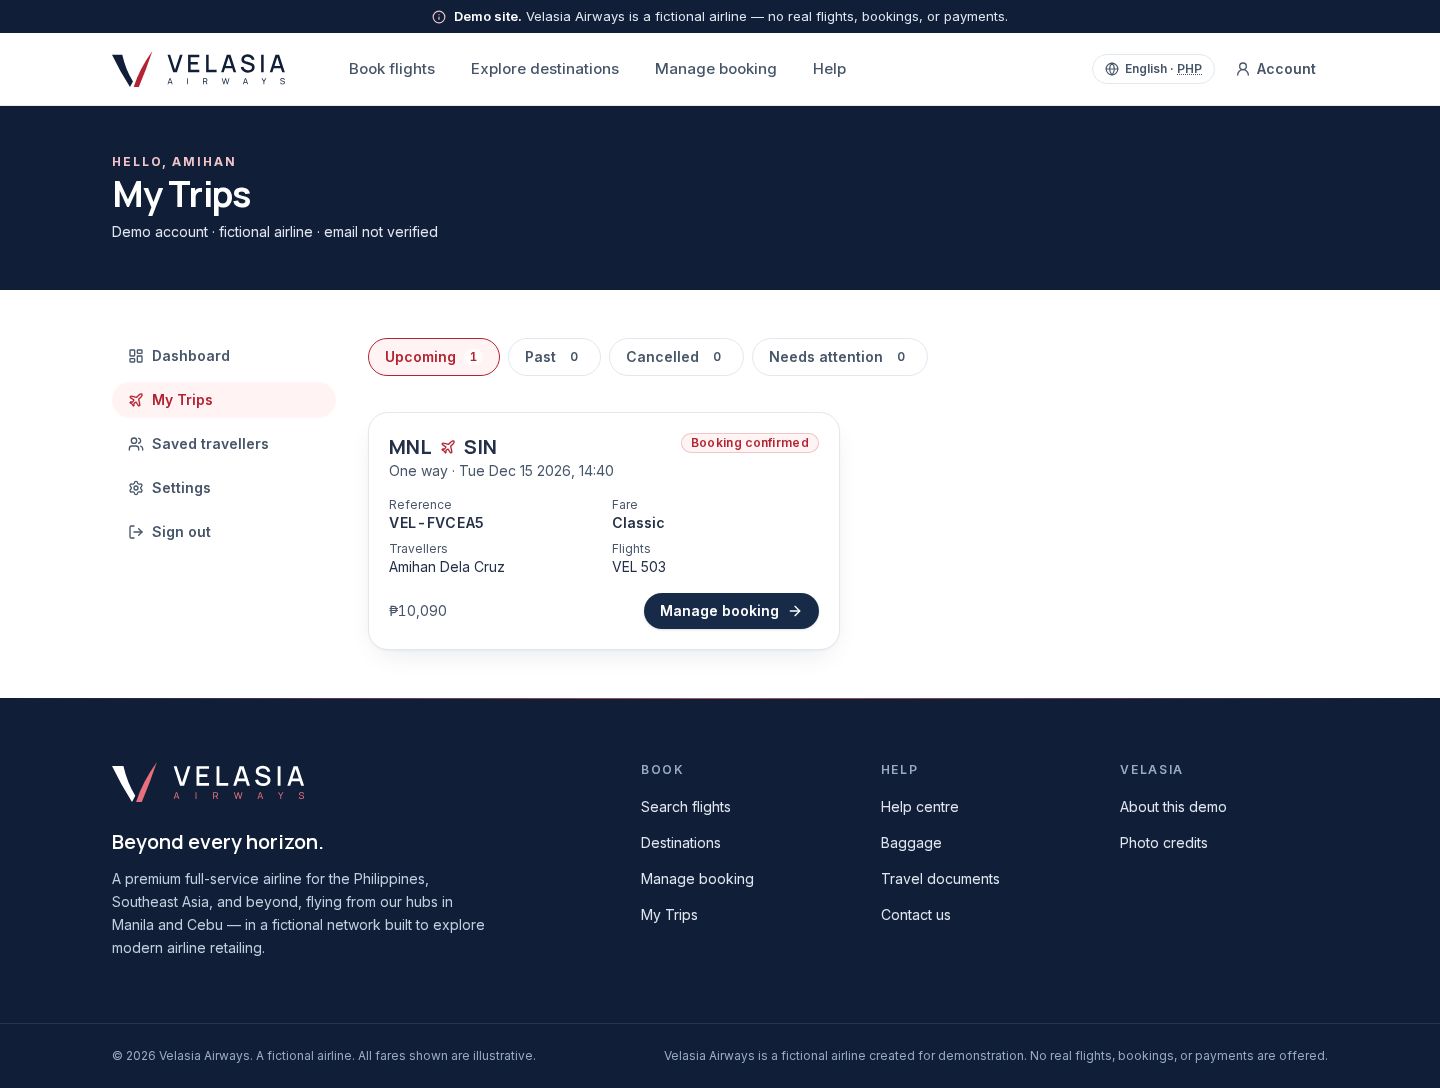 Demo site. Velasia Airways is a fictional airline — no real flights, bookings, or payments.
VELASIA
AIRWAYS
Book flights
Explore destinations
Manage booking
Help
English · PHP
Account
HELLO, AMIHAN
My Trips
Demo account · fictional airline · email not verified
Dashboard
My Trips
Saved travellers
Settings
Sign out
Upcoming 1
Past 0
Cancelled 0
Needs attention 0
MNL SIN
Booking confirmed
One way · Tue Dec 15 2026, 14:40
Reference
VEL-FVCEA5
Fare
Classic
Travellers
Amihan Dela Cruz
Flights
VEL 503
₱10,090
Manage booking
VELASIA
AIRWAYS
Beyond every horizon.
A premium full-service airline for the Philippines,
Southeast Asia, and beyond, flying from our hubs in
Manila and Cebu — in a fictional network built to explore
modern airline retailing.
BOOK
Search flights
Destinations
Manage booking
My Trips
HELP
Help centre
Baggage
Travel documents
Contact us
VELASIA
About this demo
Photo credits
© 2026 Velasia Airways. A fictional airline. All fares shown are illustrative.
Velasia Airways is a fictional airline created for demonstration. No real flights, bookings, or payments are offered.